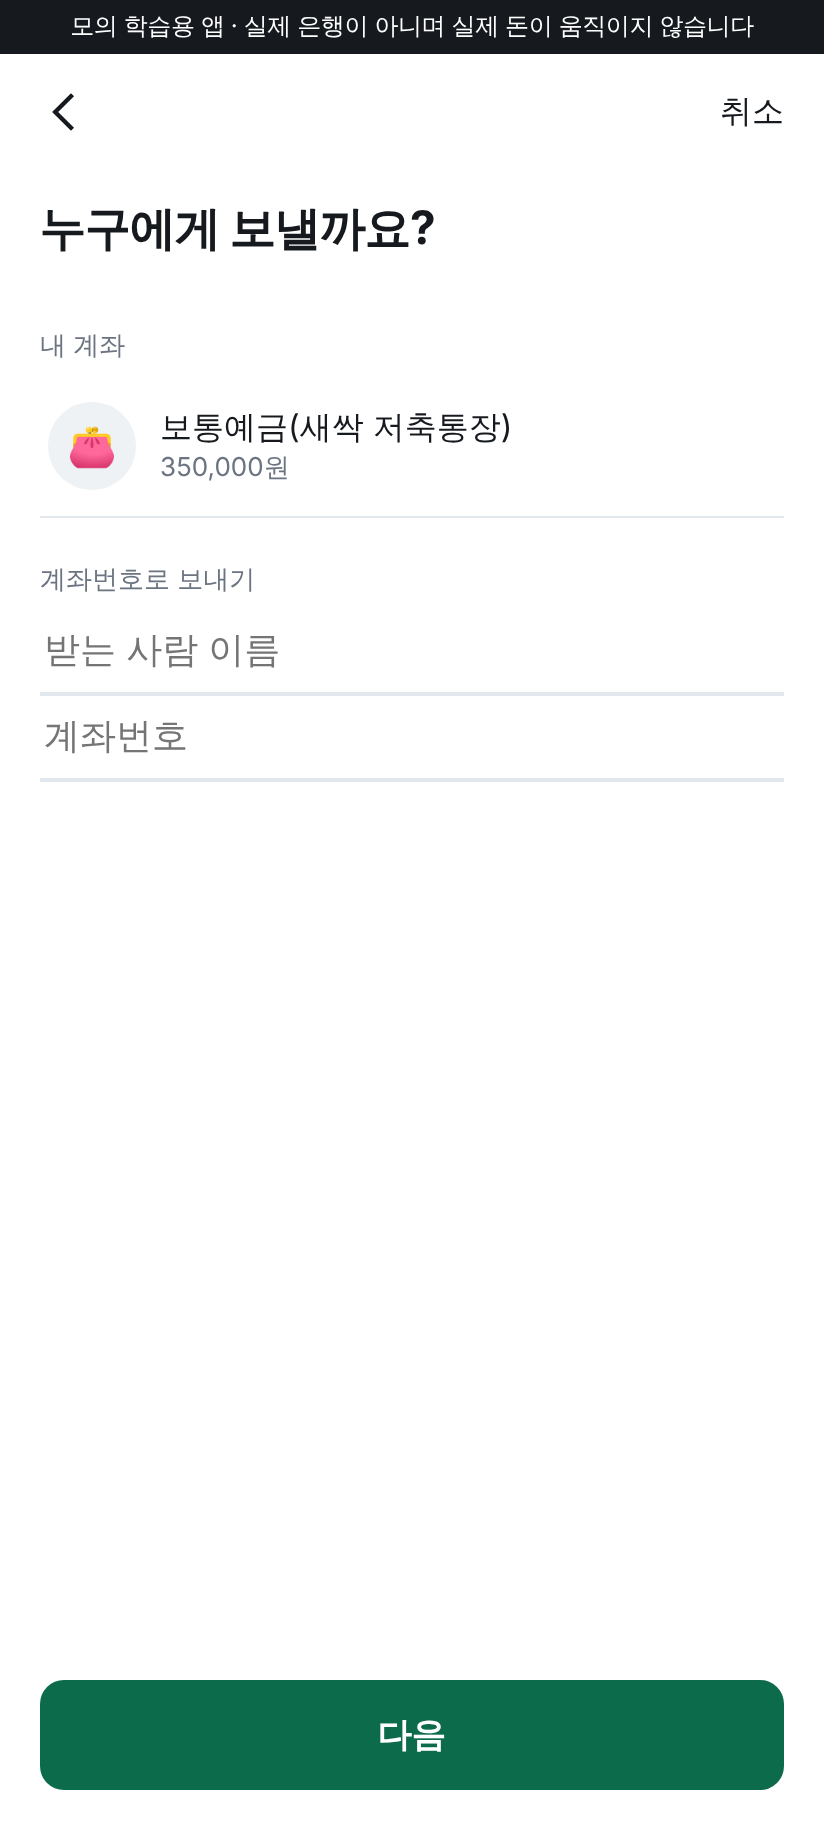 모의 학습용 앱 · 실제 은행이 아니며 실제 돈이 움직이지 않습니다
취소
누구에게 보낼까요?
내 계좌
보통예금(새싹 저축통장)
350,000원
계좌번호로 보내기
받는 사람 이름
계좌번호
다음